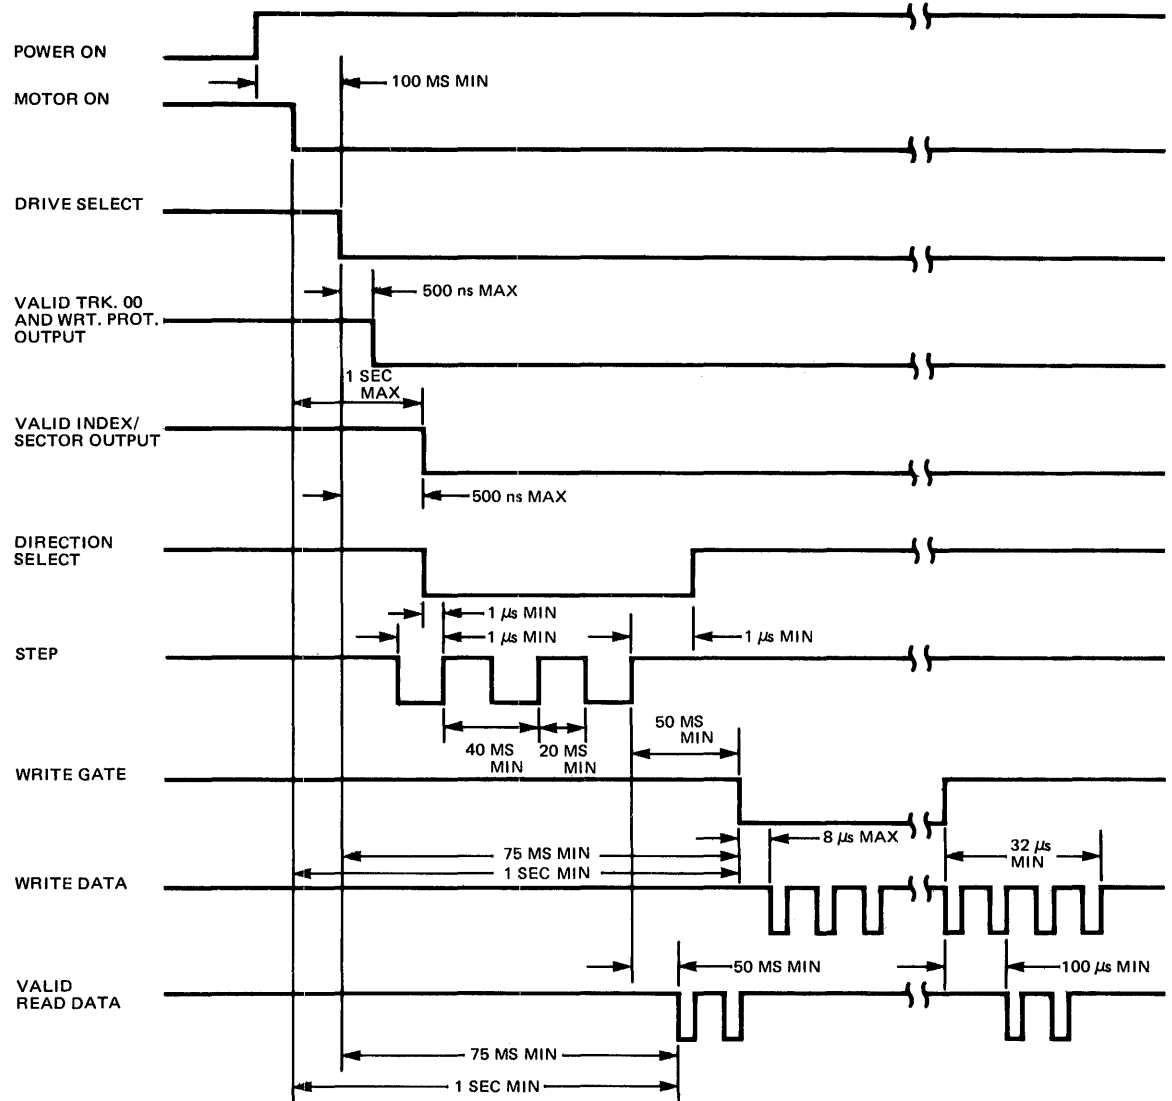 POWER ON
100 MS MIN
MOTOR ON
DRIVE SELECT
500 ns MAX
VALID TRK. 00
AND WRT. PROT.
OUTPUT
1 SEC
MAX
VALID INDEX/
SECTOR OUTPUT
500 ns MAX
DIRECTION
SELECT
1 μs MIN
1 μs MIN
1 μs MIN
STEP
50 MS
MIN
40 MS
MIN
20 MS
MIN
WRITE GATE
8 μs MAX
32 μs
MIN
75 MS MIN
1 SEC MIN
WRITE DATA
50 MS MIN
100 μs MIN
VALID
READ DATA
75 MS MIN
1 SEC MIN